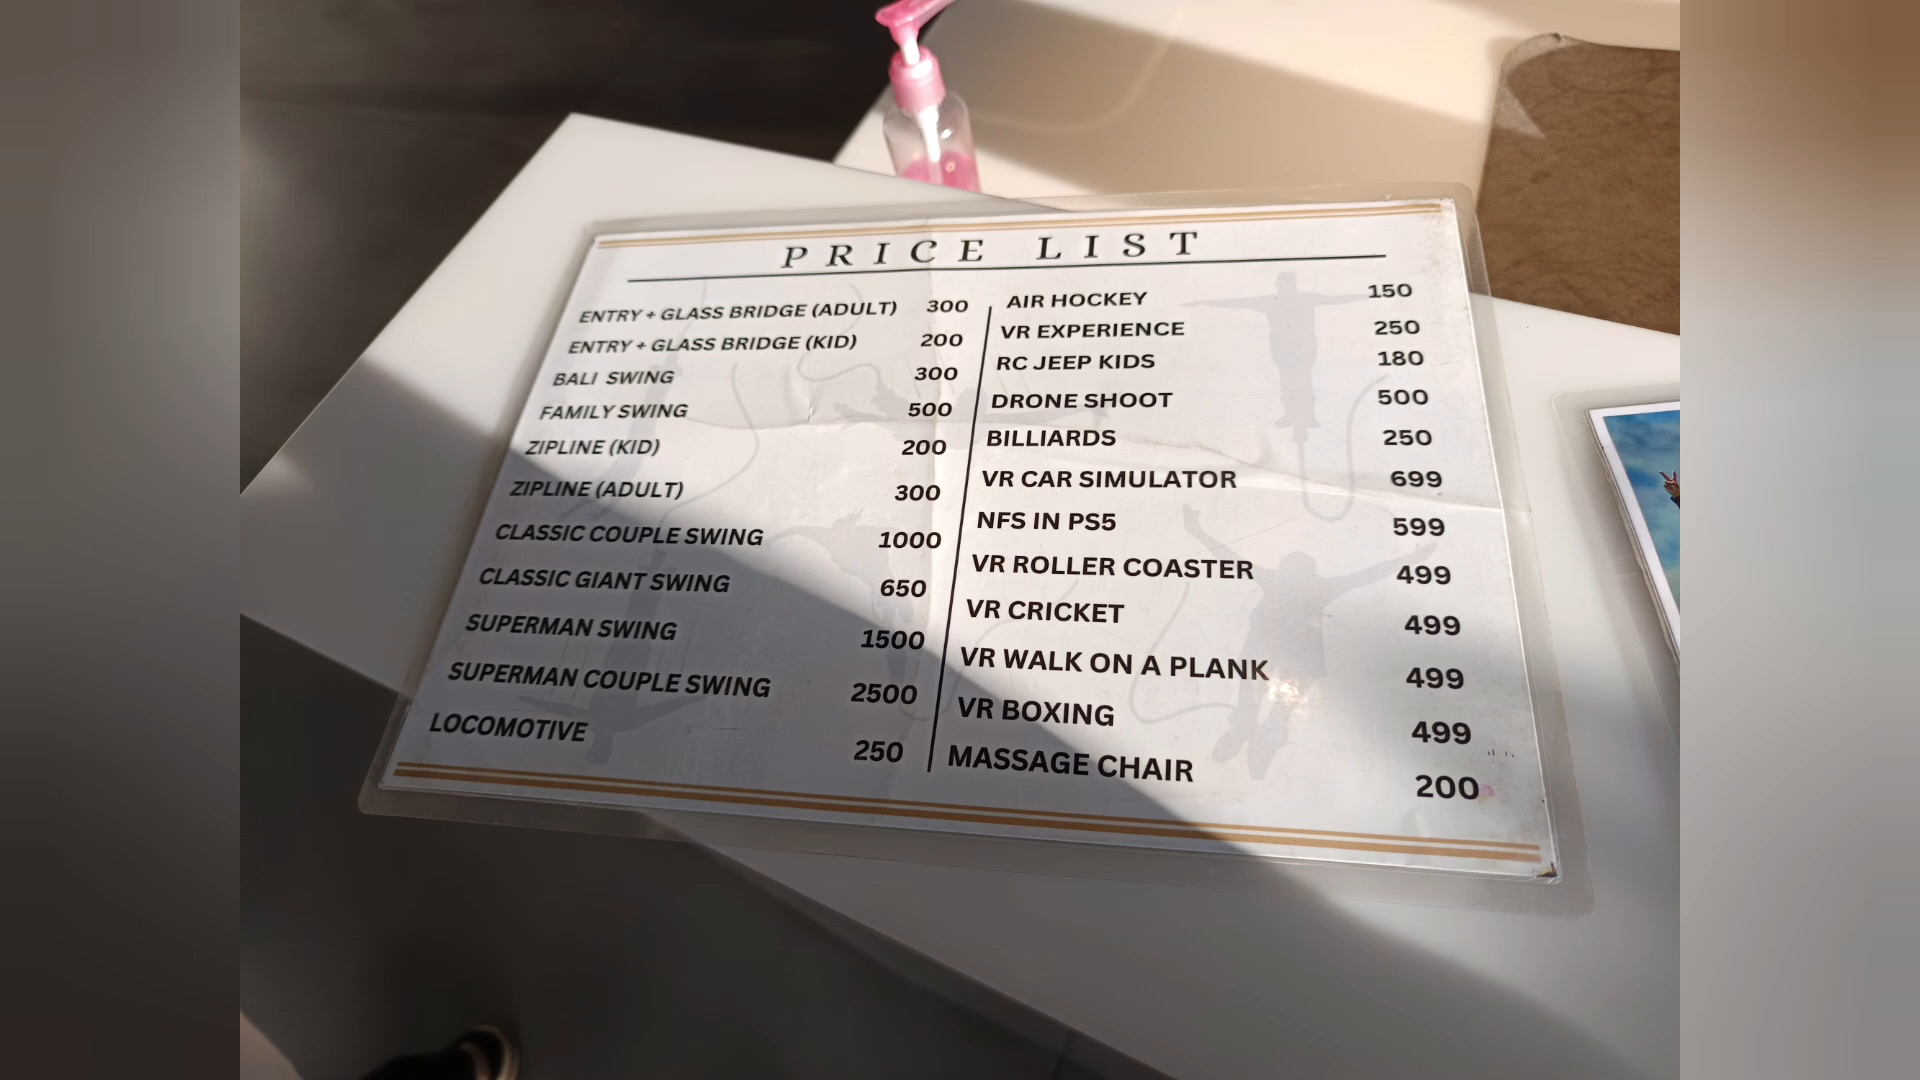 PRICE LIST
ENTRY + GLASS BRIDGE (ADULT) 300
ENTRY + GLASS BRIDGE (KID) 200
BALI SWING 300
FAMILY SWING 500
ZIPLINE (KID) 200
ZIPLINE (ADULT) 300
CLASSIC COUPLE SWING 1000
CLASSIC GIANT SWING 650
SUPERMAN SWING 1500
SUPERMAN COUPLE SWING 2500
LOCOMOTIVE 250
AIR HOCKEY 150
VR EXPERIENCE 250
RC JEEP KIDS 180
DRONE SHOOT 500
BILLIARDS 250
VR CAR SIMULATOR 699
NFS IN PS5 599
VR ROLLER COASTER 499
VR CRICKET 499
VR WALK ON A PLANK 499
VR BOXING 499
MASSAGE CHAIR 200